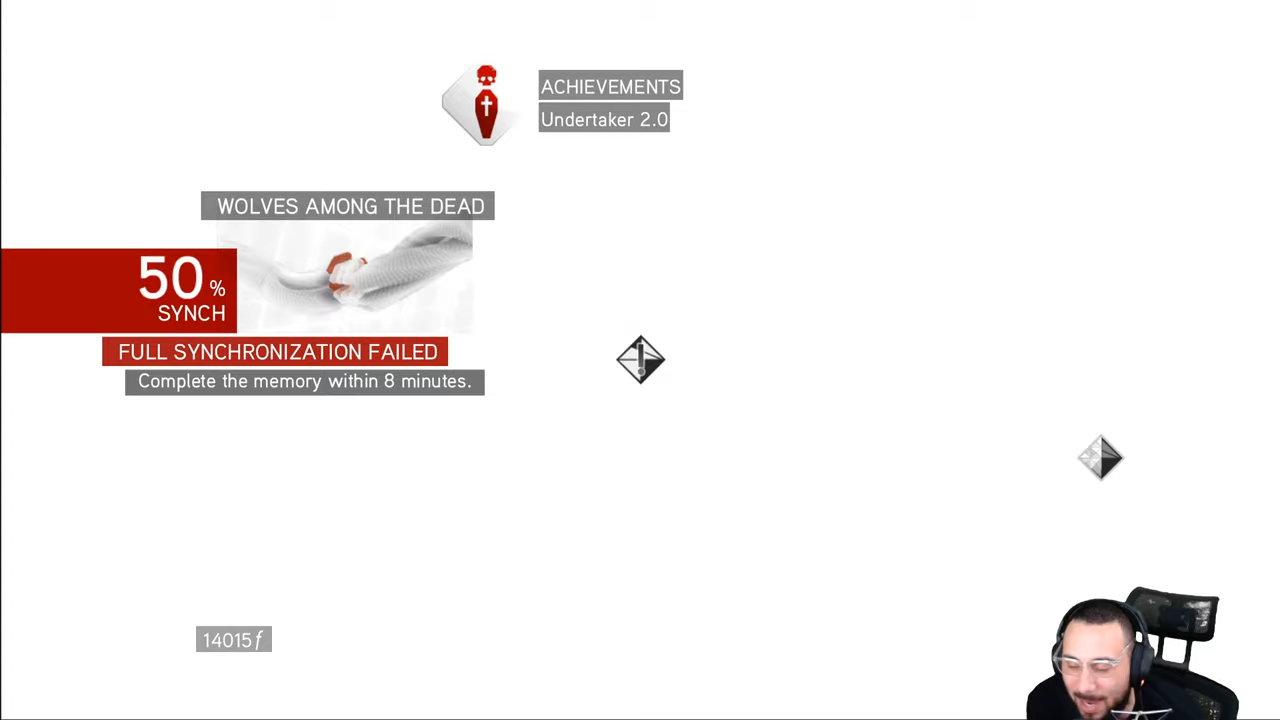 ACHIEVEMENTS
Undertaker 2.0
WOLVES AMONG THE DEAD
50 %
SYNCH
FULL SYNCHRONIZATION FAILED
Complete the memory within 8 minutes.
14015ƒ